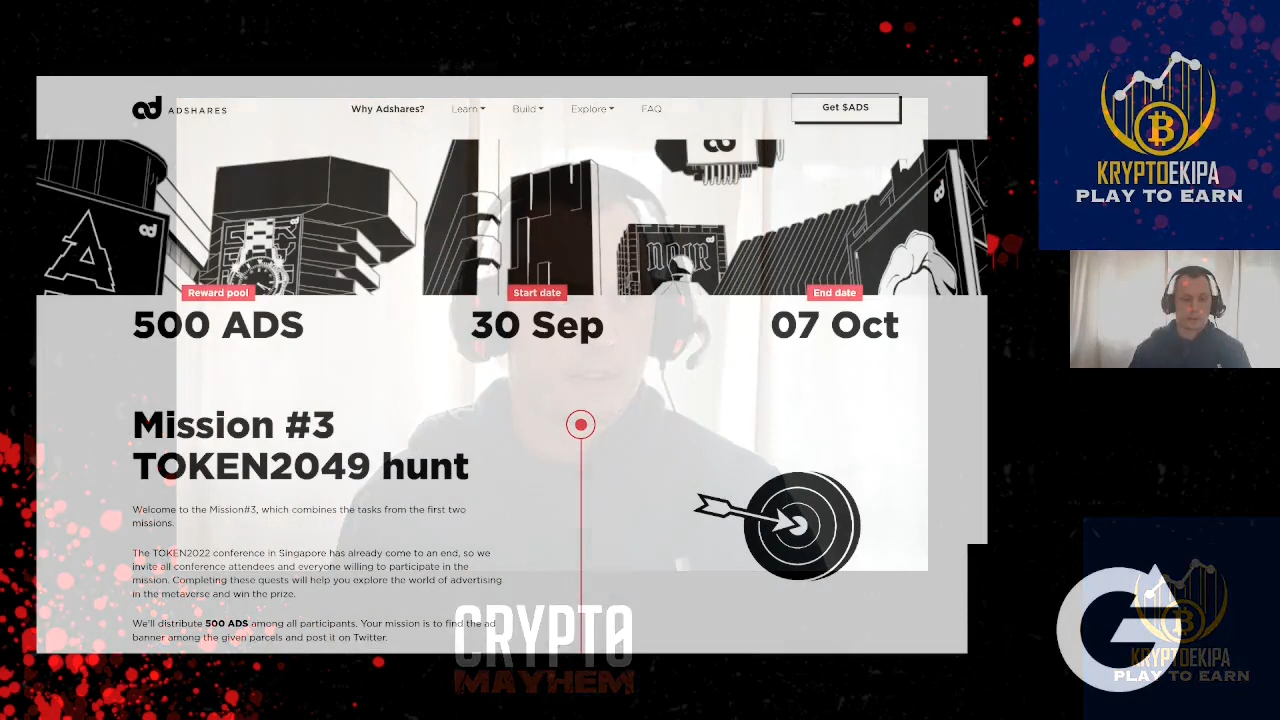 ADSHARES
Why Adshares?
Learn
Build
Explore
FAQ
Get $ADS
NOIR
Reward pool
500 ADS
Start date
30 Sep
End date
07 Oct
Mission #3
TOKEN2049 hunt
Welcome to the Mission#3, which combines the tasks from the first two
missions.
The TOKEN2022 conference in Singapore has already come to an end, so we
invite all conference attendees and everyone willing to participate in the
mission. Completing these quests will help you explore the world of advertising
in the metaverse and win the prize.
We'll distribute 500 ADS among all participants. Your mission is to find the ad
banner among the given parcels and post it on Twitter.
CRYPTO
MAYHEM
KRYPTOEKIPA
PLAY TO EARN
KRYPTOEKIPA
PLAY TO EARN